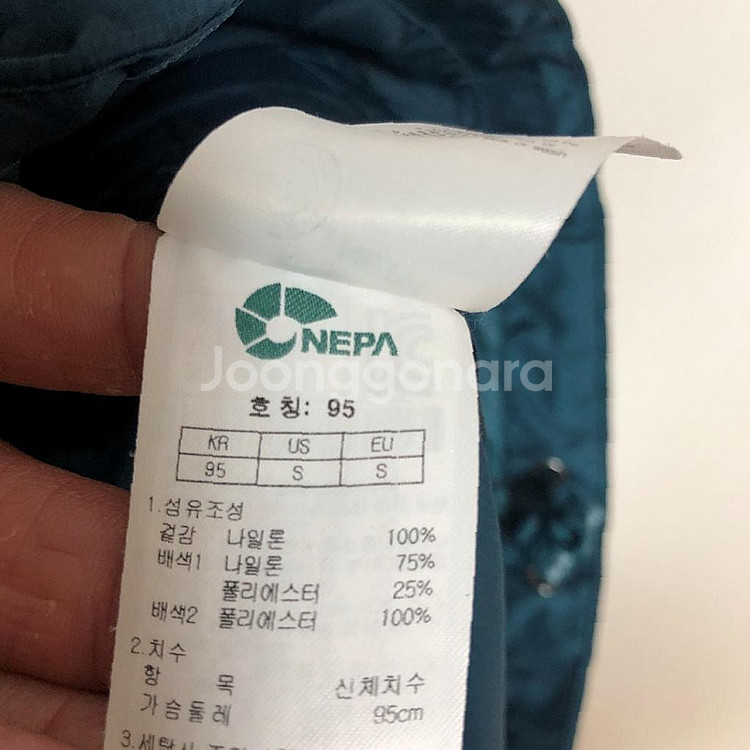 NEPA
Joonggonara
호 칭: 95
KR US EU
95 S S
1.섬유조성
겉감 나일론 100%
배색1 나일론 75%
폴리에스터 25%
배색2 폴리에스터 100%
2.치수
항 목 신체치수
가슴둘레 95cm